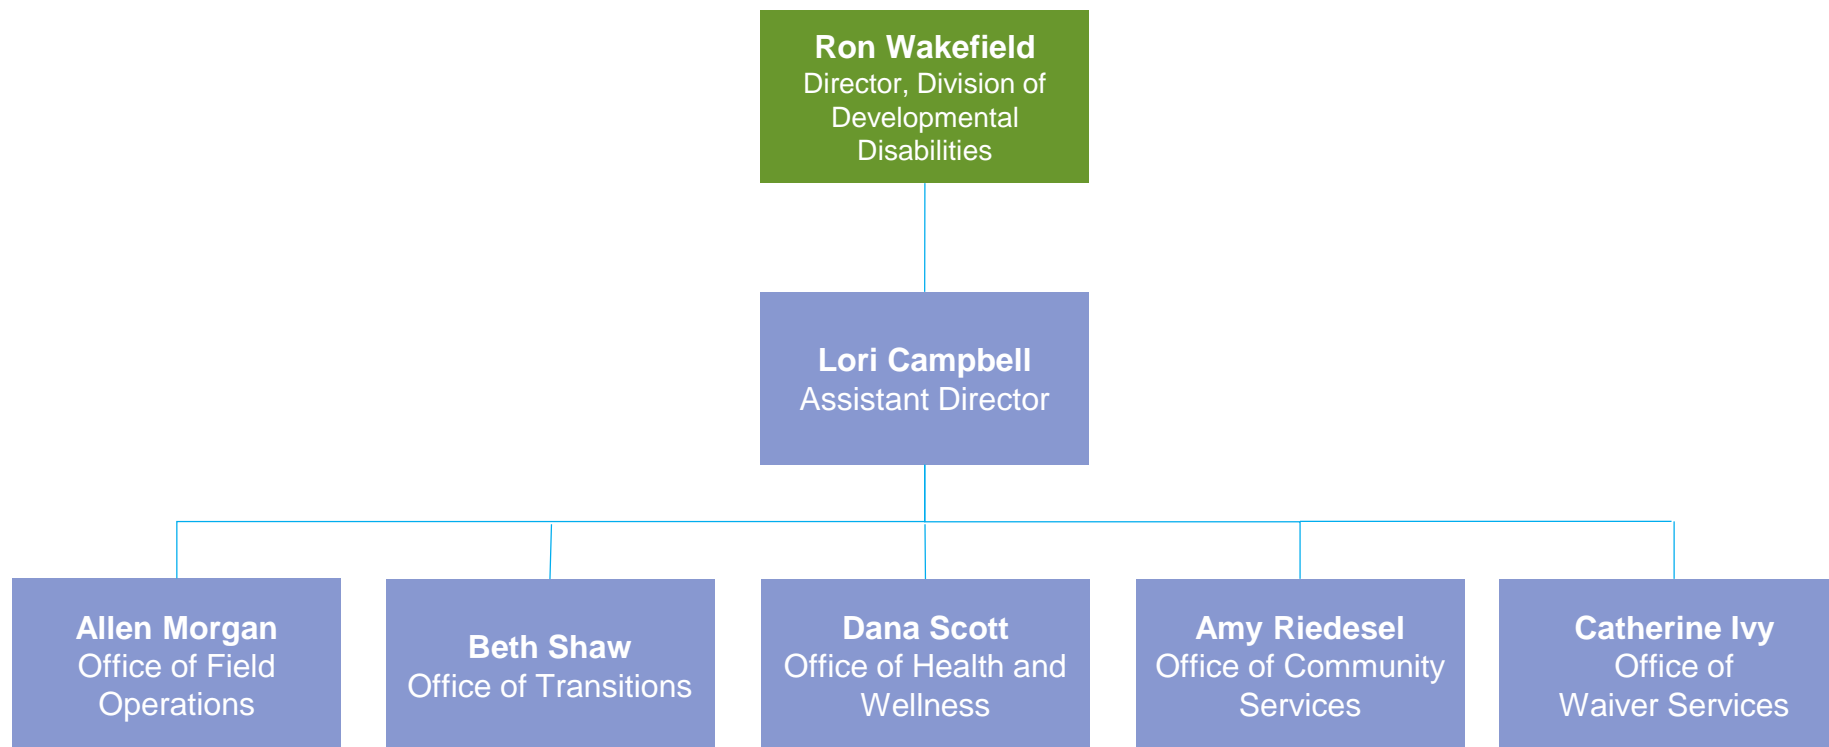 Ron Wakefield
Director, Division of
Developmental
Disabilities
Lori Campbell
Assistant Director
Allen Morgan
Office of Field
Operations
Beth Shaw
Office of Transitions
Dana Scott
Office of Health and
Wellness
Amy Riedesel
Office of Community
Services
Catherine Ivy
Office of
Waiver Services